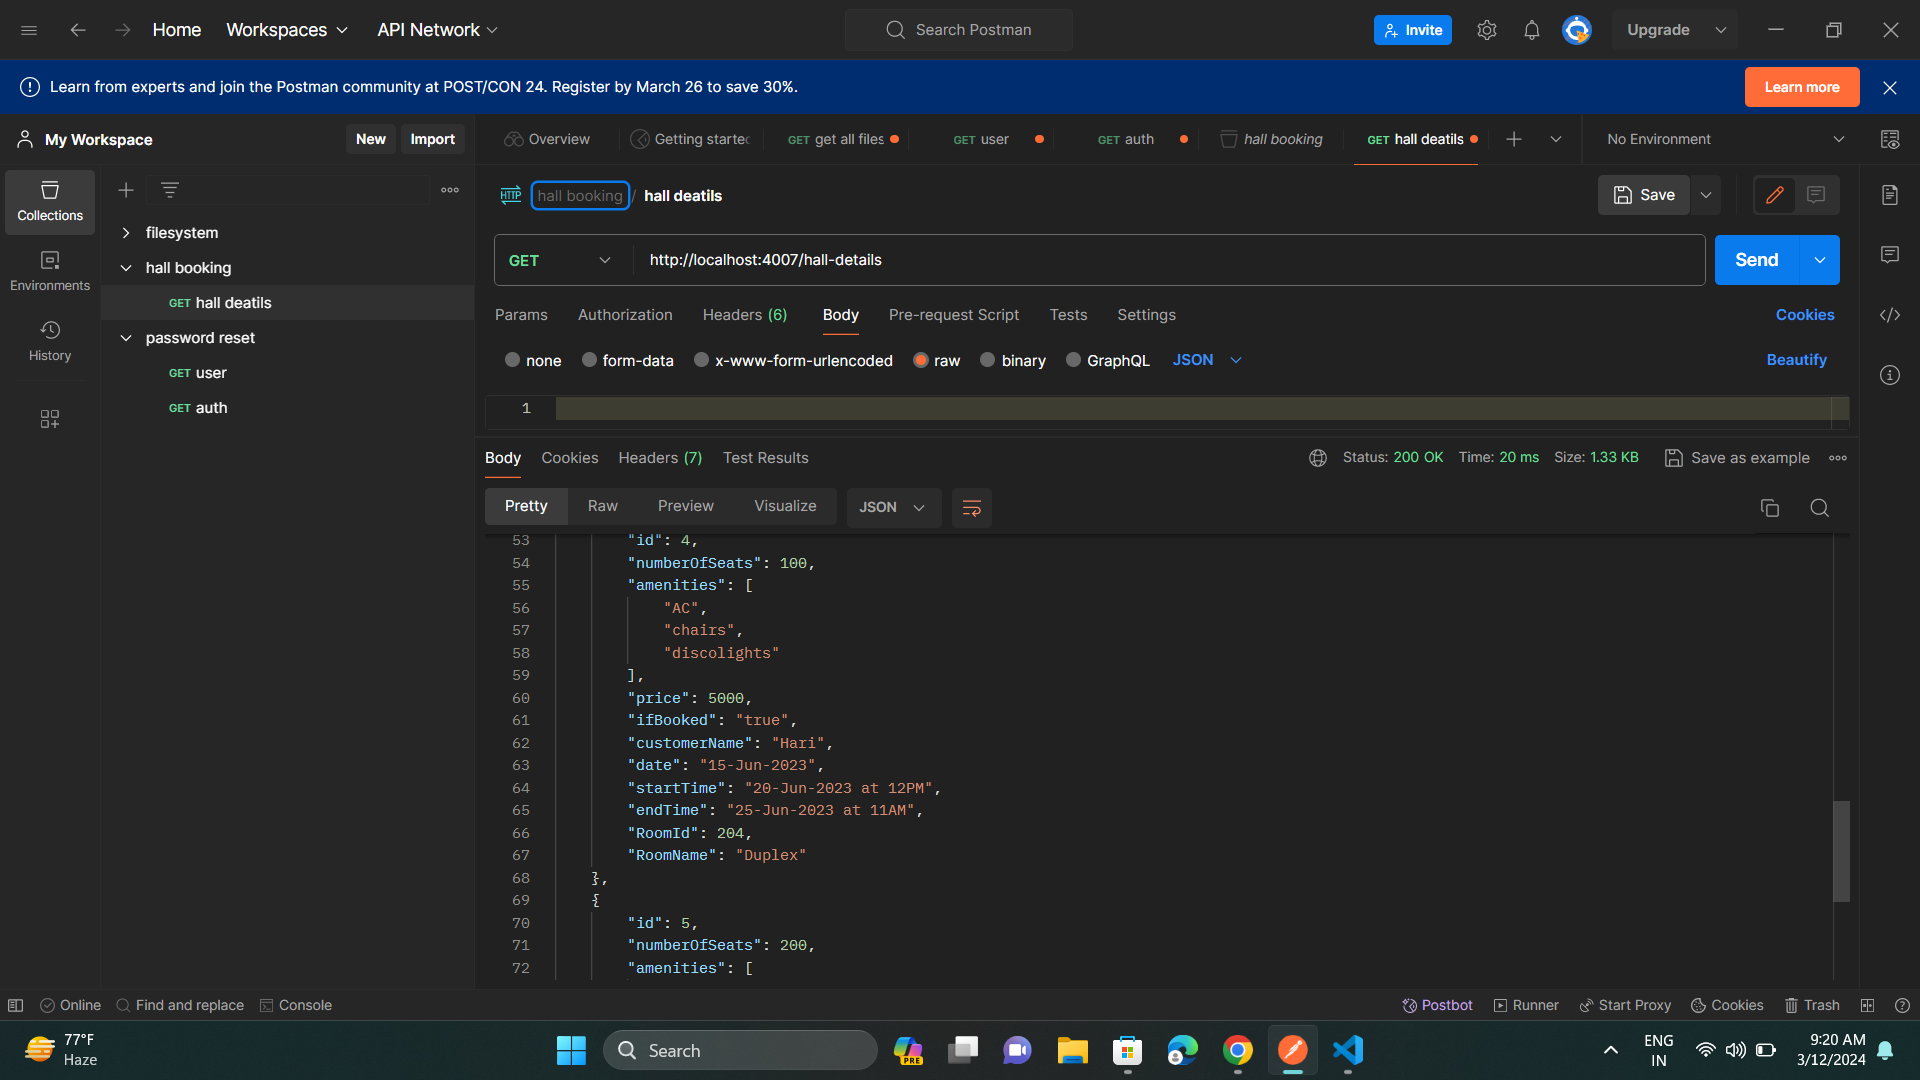 Home Workspaces API Network Search Postman Invite Upgrade
Learn from experts and join the Postman community at POST/CON 24. Register by March 26 to save 30%. Learn more
My Workspace New Import Overview Getting starte GET get all files GET user GET auth hall booking GET hall deatils No Environment
Collections
Environments
History
filesystem
hall booking
GET hall deatils
password reset
GET user
GET auth
HTTP hall booking / hall deatils Save
GET http://localhost:4007/hall-details Send
Params Authorization Headers (6) Body Pre-request Script Tests Settings Cookies
none form-data x-www-form-urlencoded raw binary GraphQL JSON Beautify
1
Body Cookies Headers (7) Test Results Status: 200 OK Time: 20 ms Size: 1.33 KB Save as example
Pretty Raw Preview Visualize JSON
53 "id": 4,
54 "numberOfSeats": 100,
55 "amenities": [
56 "AC",
57 "chairs",
58 "discolights"
59 ],
60 "price": 5000,
61 "ifBooked": "true",
62 "customerName": "Hari",
63 "date": "15-Jun-2023",
64 "startTime": "20-Jun-2023 at 12PM",
65 "endTime": "25-Jun-2023 at 11AM",
66 "RoomId": 204,
67 "RoomName": "Duplex"
68 },
69 {
70 "id": 5,
71 "numberOfSeats": 200,
72 "amenities": [
Online Find and replace Console Postbot Runner Start Proxy Cookies Trash
77°F
Haze
Search
PRE
ENG
IN
9:20 AM
3/12/2024